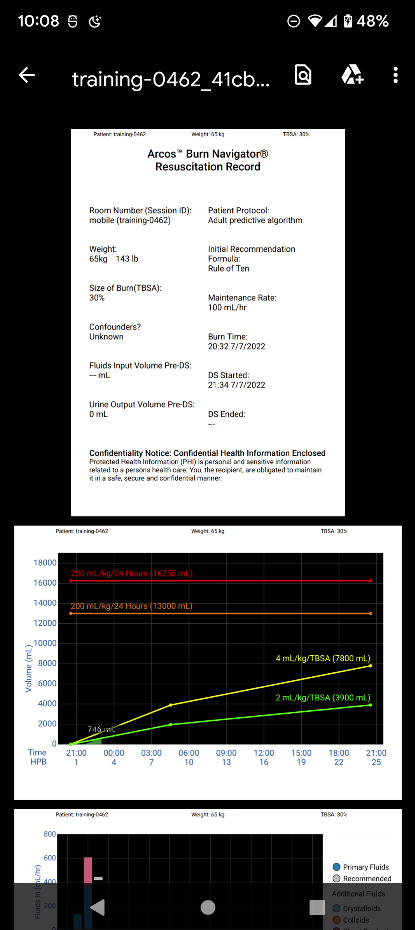 10:08
48%
training-0462_41cb...
Patient: training-0462 Weight: 65 kg TBSA: 30%
Arcos™ Burn Navigator®
Resuscitation Record
Room Number (Session ID):
mobile (training-0462)
Patient Protocol:
Adult predictive algorithm
Weight:
65kg 143 lb
Initial Recommendation
Formula:
Rule of Ten
Size of Burn(TBSA):
30%
Maintenance Rate:
100 mL/hr
Confounders?
Unknown
Burn Time:
20:32 7/7/2022
Fluids Input Volume Pre-DS:
--- mL
DS Started:
21:34 7/7/2022
Urine Output Volume Pre-DS:
0 mL
DS Ended:
---
Confidentiality Notice: Confidential Health Information Enclosed
Protected Health Information (PHI) is personal and sensitive information
related to a persons health care. You, the recipient, are obligated to maintain
it in a safe, secure and confidential manner.
Patient: training-0462 Weight: 65 kg TBSA: 30%
Volume (mL)
18000
16000
14000
12000
10000
8000
6000
4000
2000
0
250 mL/kg/24 Hours (16250 mL)
200 mL/kg/24 Hours (13000 mL)
4 mL/kg/TBSA (7800 mL)
2 mL/kg/TBSA (3900 mL)
746 mL
Time 21:00 00:00 03:00 06:00 09:00 12:00 15:00 18:00 21:00
HPB 1 4 7 10 13 16 19 22 25
Patient: training-0462 Weight: 65 kg TBSA: 30%
Fluids In (mL/hr)
800
600
400
200
Primary Fluids
Recommended
Additional Fluids
Crystalloids
Colloids